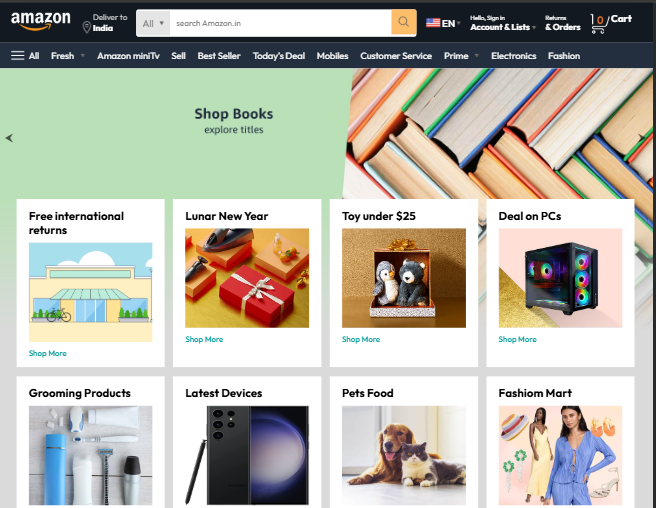 amazon
Deliver to
India
All
search Amazon.in
EN
Hello, Sign in
Account & Lists
Returns
& Orders
0
Cart
All Fresh Amazon miniTv Sell Best Seller Today's Deal Mobiles Customer Service Prime Electronics Fashion
Shop Books
explore titles
Free international
returns
Shop More
Lunar New Year
Shop More
Toy under $25
Shop More
Deal on PCs
Shop More
Grooming Products
Latest Devices
Pets Food
Fashiom Mart